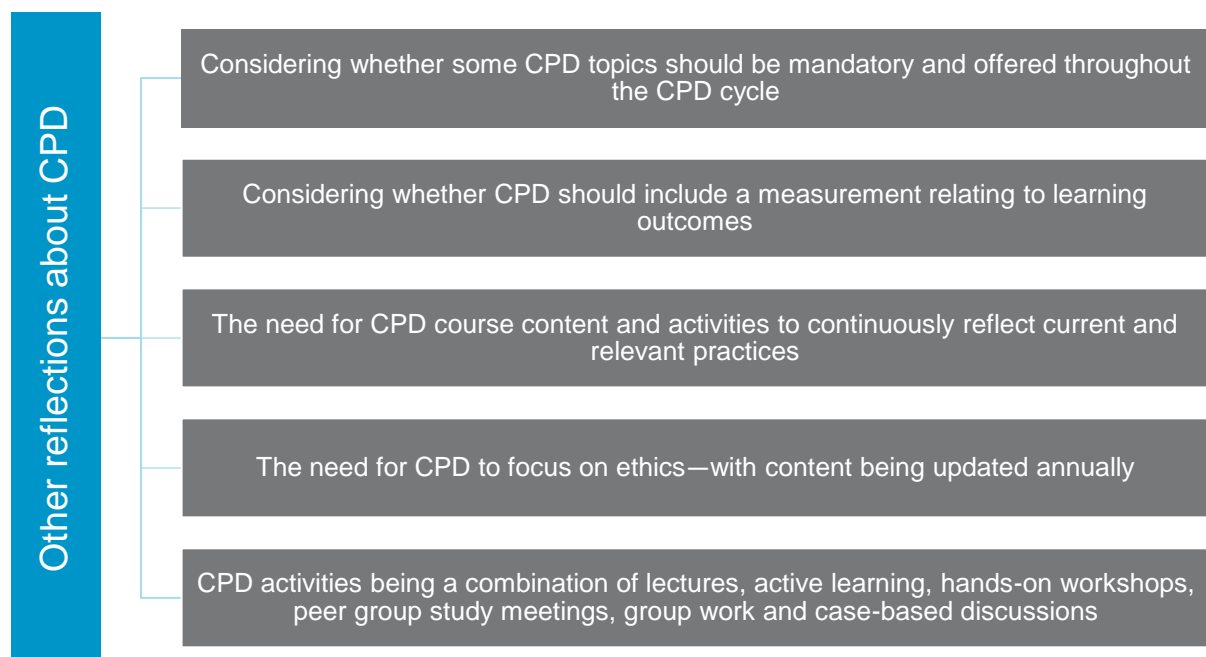 Other reflections about CPD
Considering whether some CPD topics should be mandatory and offered throughout
the CPD cycle
Considering whether CPD should include a measurement relating to learning
outcomes
The need for CPD course content and activities to continuously reflect current and
relevant practices
The need for CPD to focus on ethics—with content being updated annually
CPD activities being a combination of lectures, active learning, hands-on workshops,
peer group study meetings, group work and case-based discussions